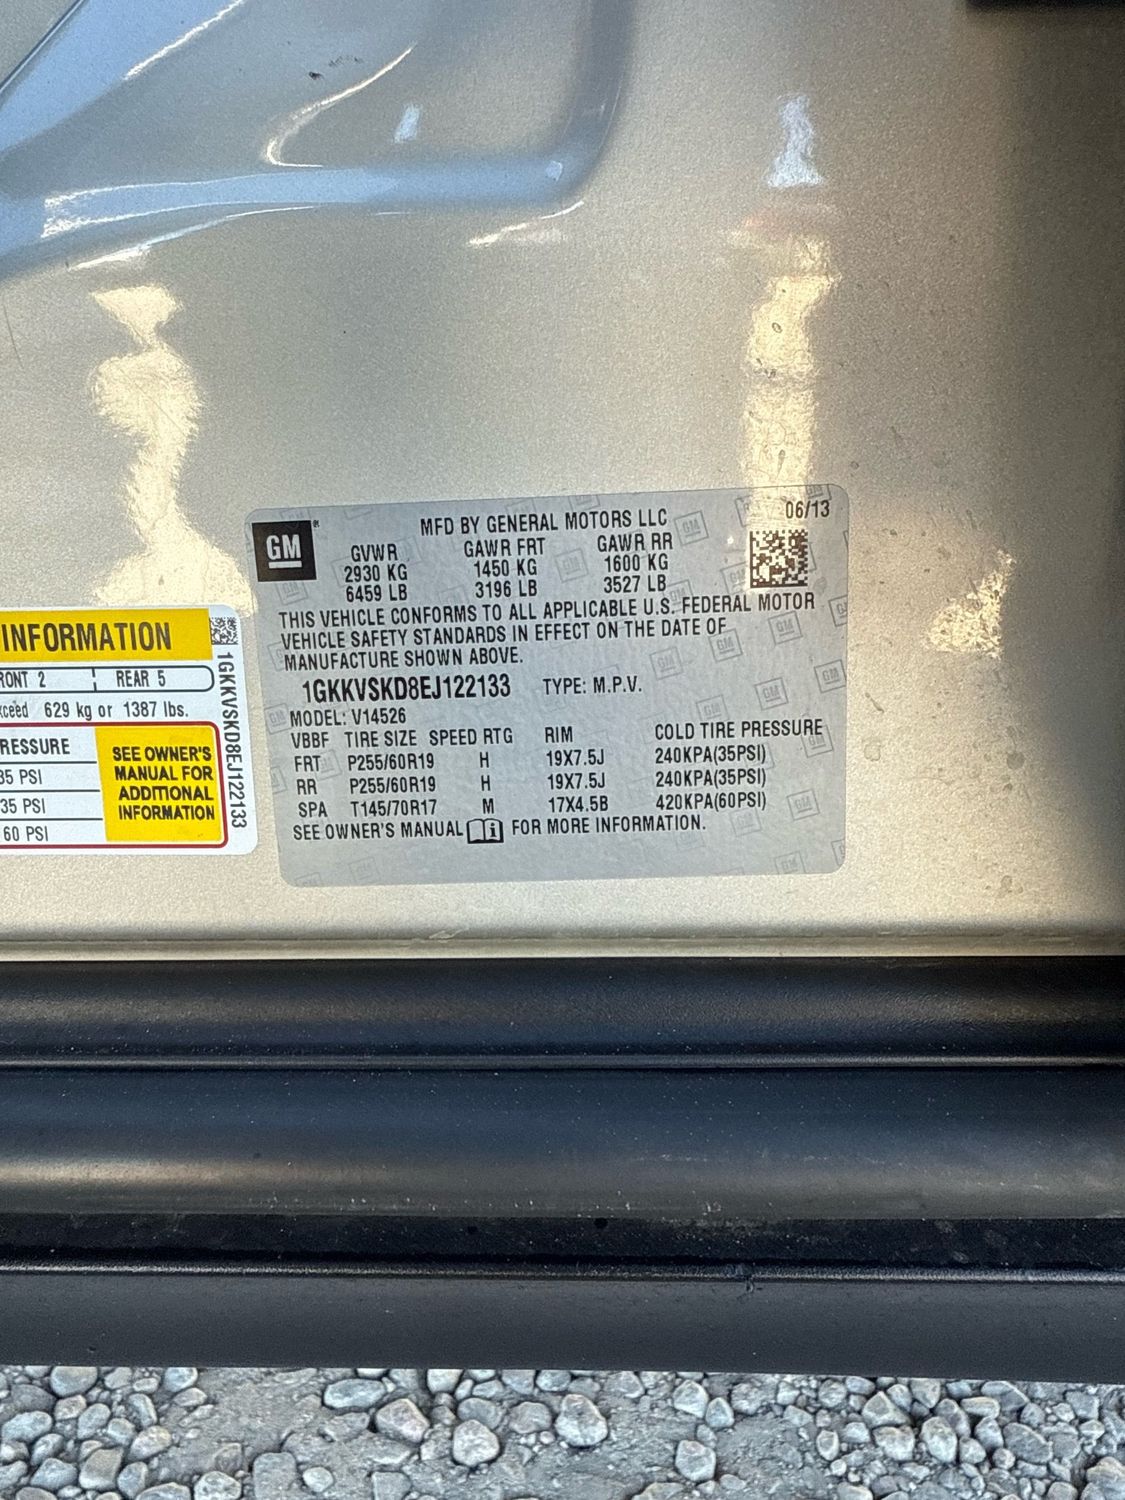 GM
®
MFD BY GENERAL MOTORS LLC
06/13
GVWR GAWR FRT GAWR RR
2930 KG 1450 KG 1600 KG
6459 LB 3196 LB 3527 LB
THIS VEHICLE CONFORMS TO ALL APPLICABLE U.S. FEDERAL MOTOR
VEHICLE SAFETY STANDARDS IN EFFECT ON THE DATE OF
MANUFACTURE SHOWN ABOVE.
1GKKVSKD8EJ122133 TYPE: M.P.V.
MODEL: V14526
VBBF TIRE SIZE SPEED RTG RIM COLD TIRE PRESSURE
FRT P255/60R19 H 19X7.5J 240KPA(35PSI)
RR P255/60R19 H 19X7.5J 240KPA(35PSI)
SPA T145/70R17 M 17X4.5B 420KPA(60PSI)
SEE OWNER'S MANUAL FOR MORE INFORMATION.
INFORMATION
RONT 2 REAR 5
xceed 629 kg or 1387 lbs.
RESSURE
35 PSI
35 PSI
60 PSI
SEE OWNER'S
MANUAL FOR
ADDITIONAL
INFORMATION
1GKKVSKD8EJ122133